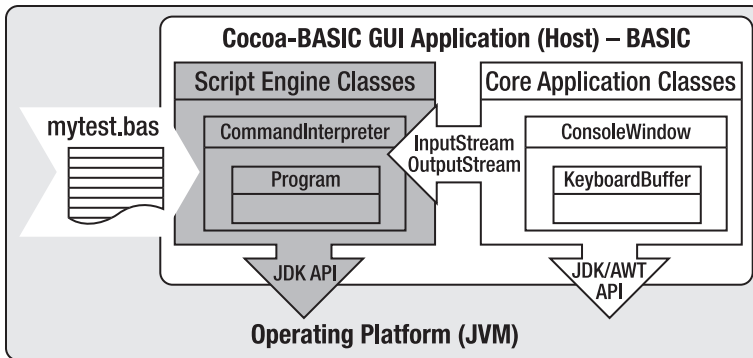 Cocoa-BASIC GUI Application (Host) – BASIC
Script Engine Classes
Core Application Classes
mytest.bas
CommandInterpreter
Program
InputStream
OutputStream
ConsoleWindow
KeyboardBuffer
JDK API
JDK/AWT
API
Operating Platform (JVM)